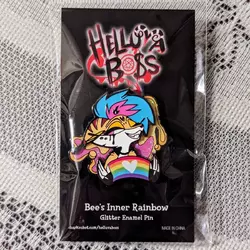 HELLUVA
BOSS
Bee's Inner Rainbow
Glitter Enamel Pin
MADE IN CHINA